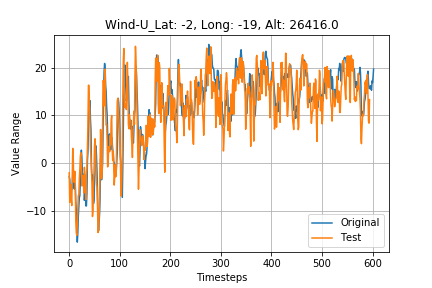 Wind-U_Lat: -2, Long: -19, Alt: 26416.0
20
10
0
−10
Value Range
0 100 200 300 400 500 600
Timesteps
Original
Test